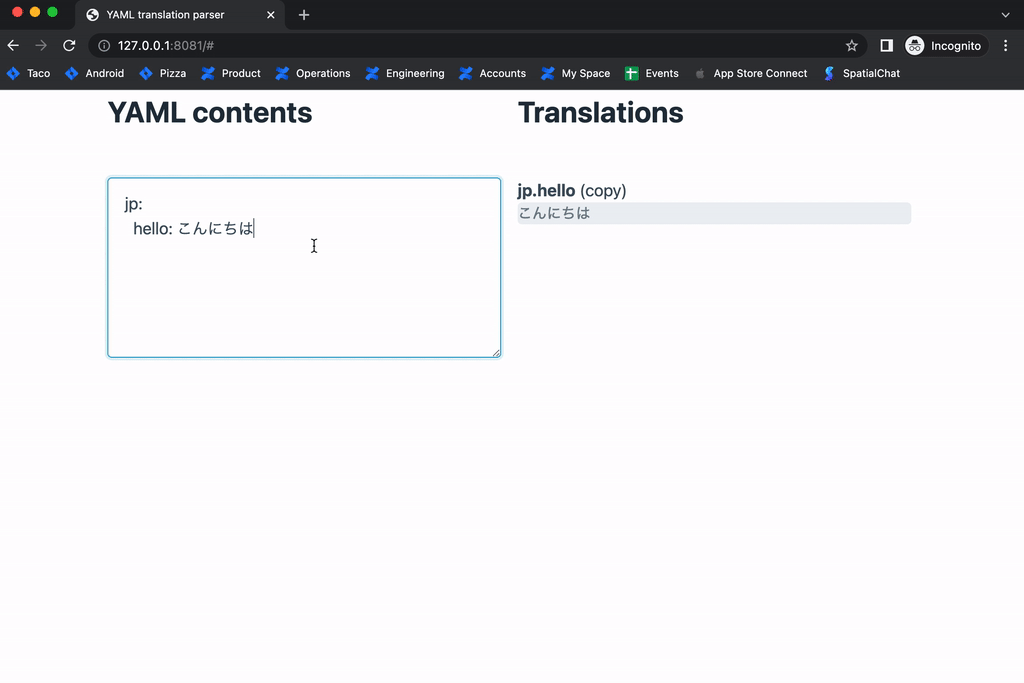 YAML translation parser
127.0.0.1:8081/#
Incognito
Taco Android Pizza Product Operations Engineering Accounts My Space Events App Store Connect SpatialChat
YAML contents
jp:
hello: こんにちは
Translations
jp.hello (copy)
こんにちは